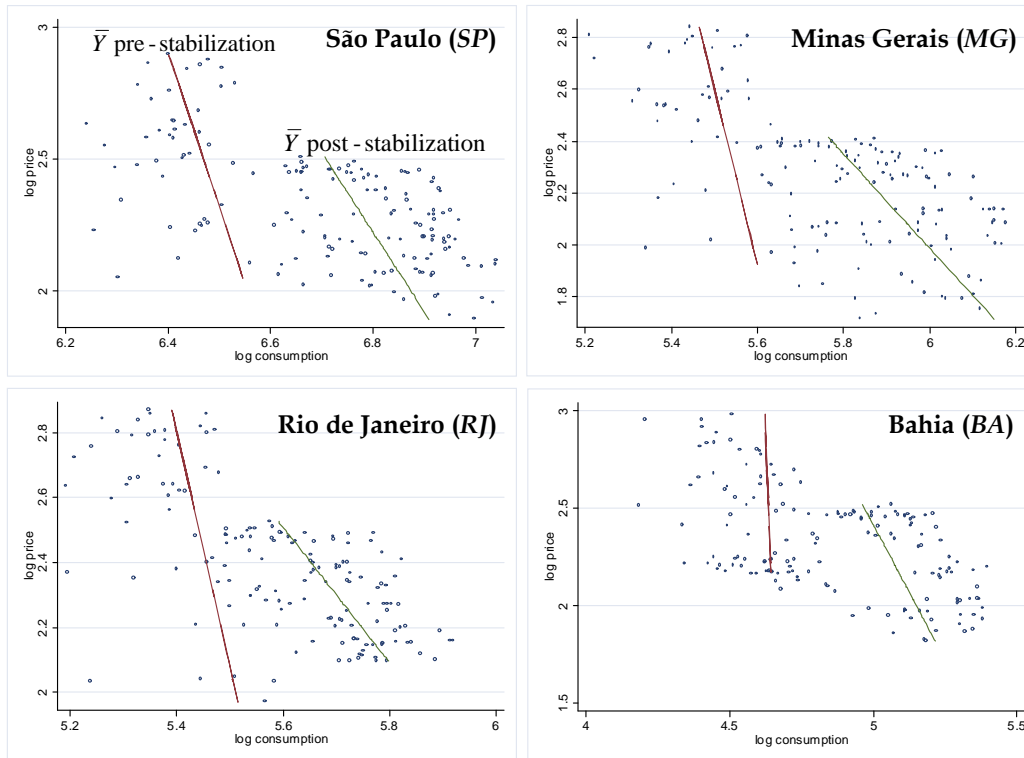 São Paulo (SP)
Ȳ pre-stabilization
Ȳ post-stabilization
log price
3
2.5
2
6.2 6.4 6.6 6.8 7
log consumption
Minas Gerais (MG)
log price
2.8
2.6
2.4
2.2
2
1.8
5.2 5.4 5.6 5.8 6 6.2
log consumption
Rio de Janeiro (RJ)
log price
2.8
2.6
2.4
2.2
2
5.2 5.4 5.6 5.8 6
log consumption
Bahia (BA)
log price
3
2.5
2
1.5
4 4.5 5 5.5
log consumption